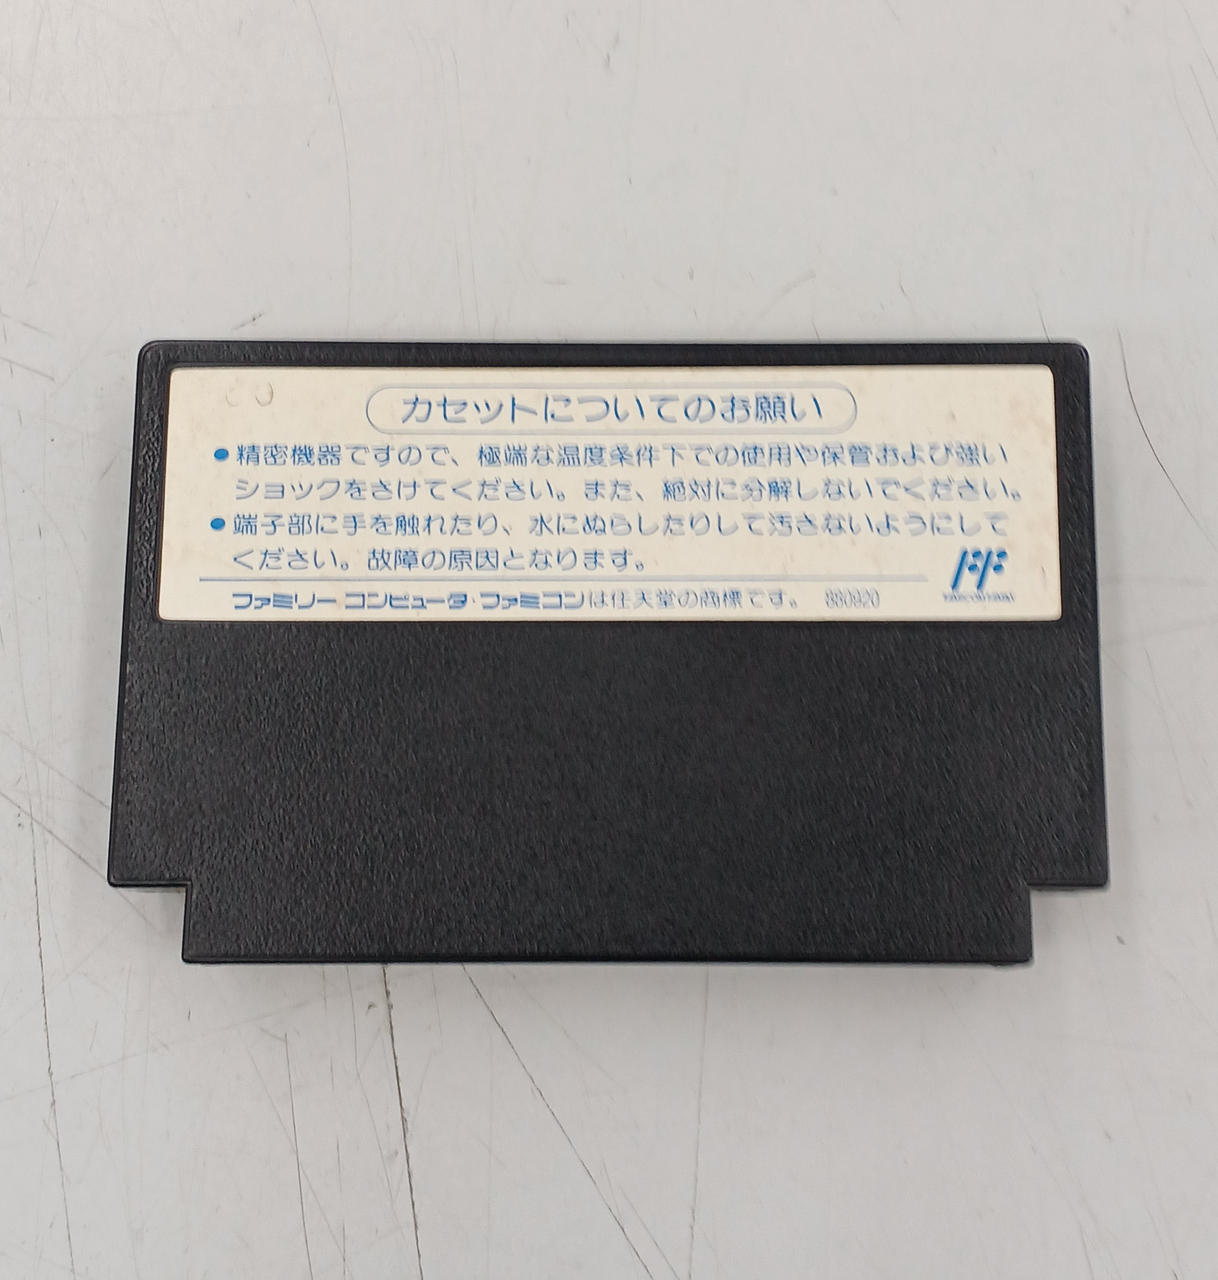 カセットについてのお願い
●精密機器ですので、極端な温度条件下での使用や保管および強い
ショックをさけてください。また、絶対に分解しないでください。
●端子部に手を触れたり、水にぬらしたりして汚さないようにして
ください。故障の原因となります。
ファミリー コンピュータ・ファミコンは任天堂の商標です。 880920